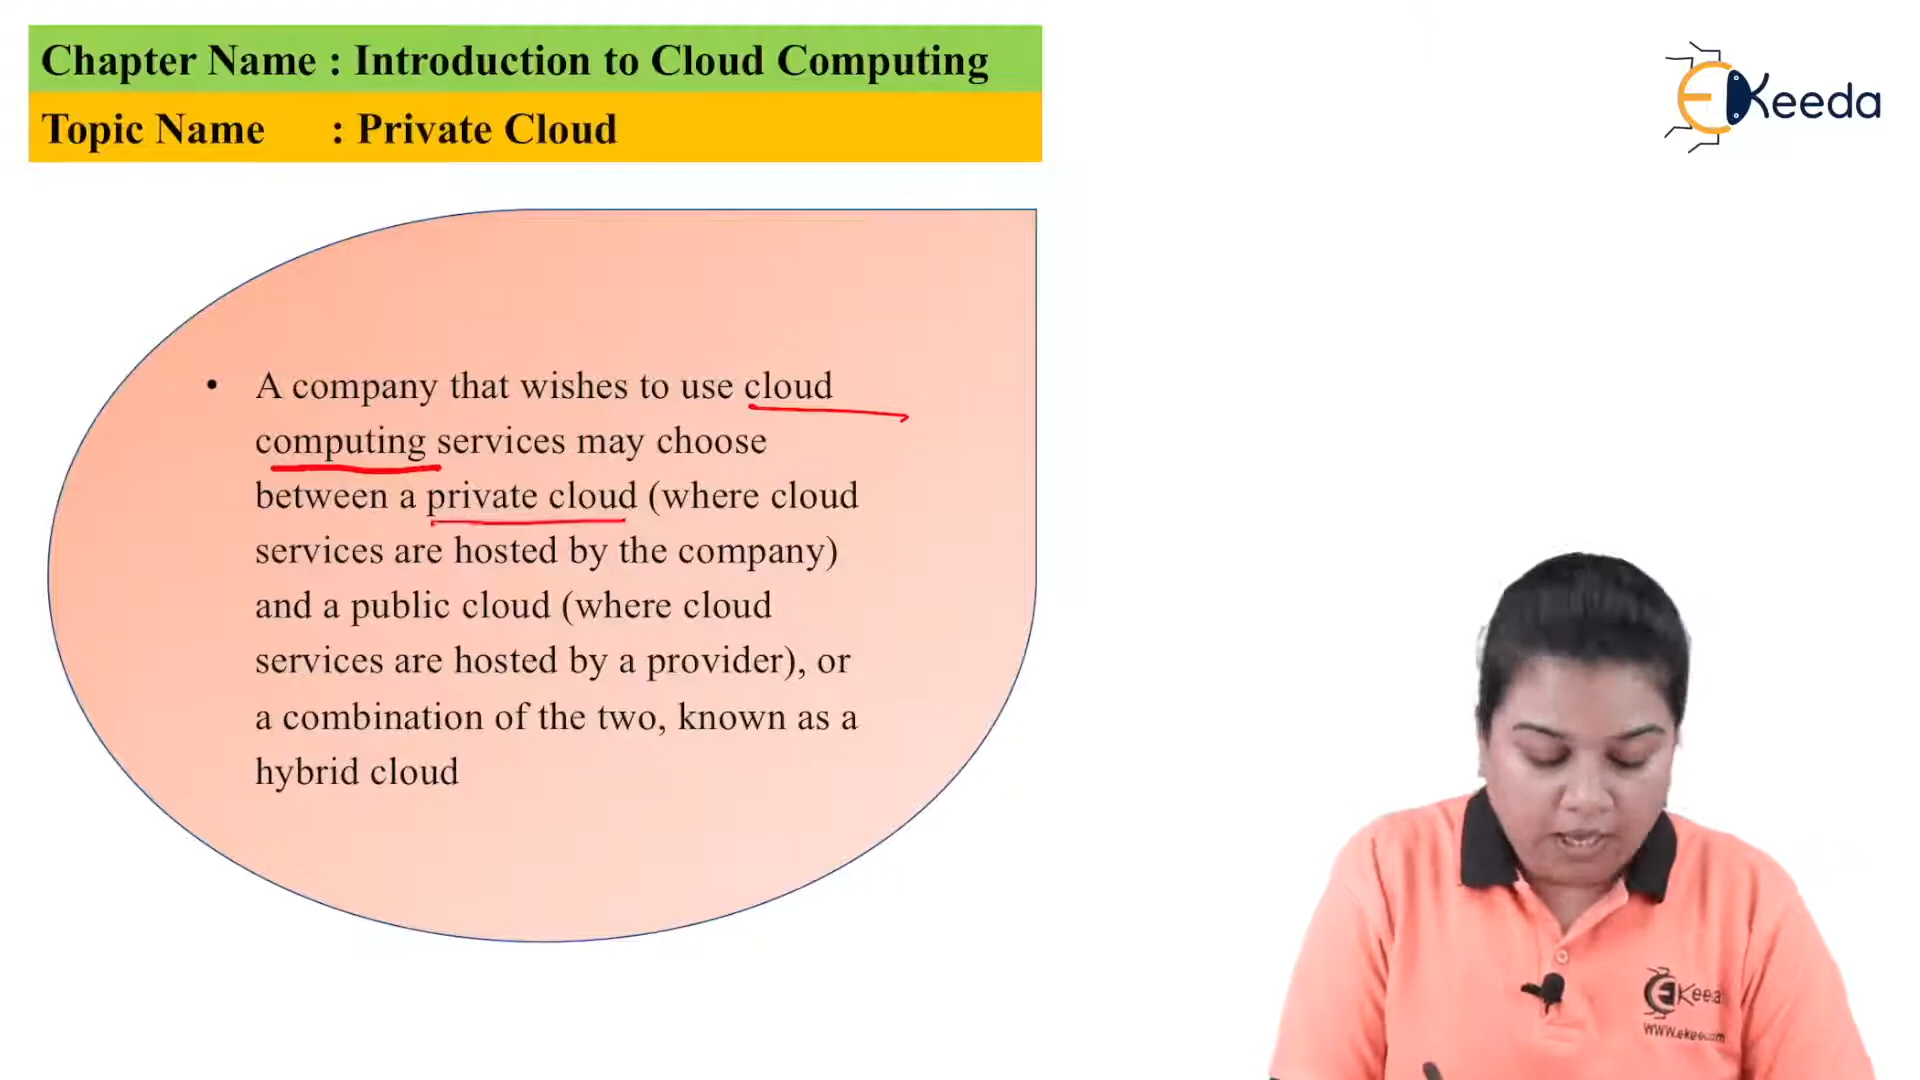 Chapter Name : Introduction to Cloud Computing
Topic Name : Private Cloud
EKeeda
• A company that wishes to use cloud
computing services may choose
between a private cloud (where cloud
services are hosted by the company)
and a public cloud (where cloud
services are hosted by a provider), or
a combination of the two, known as a
hybrid cloud